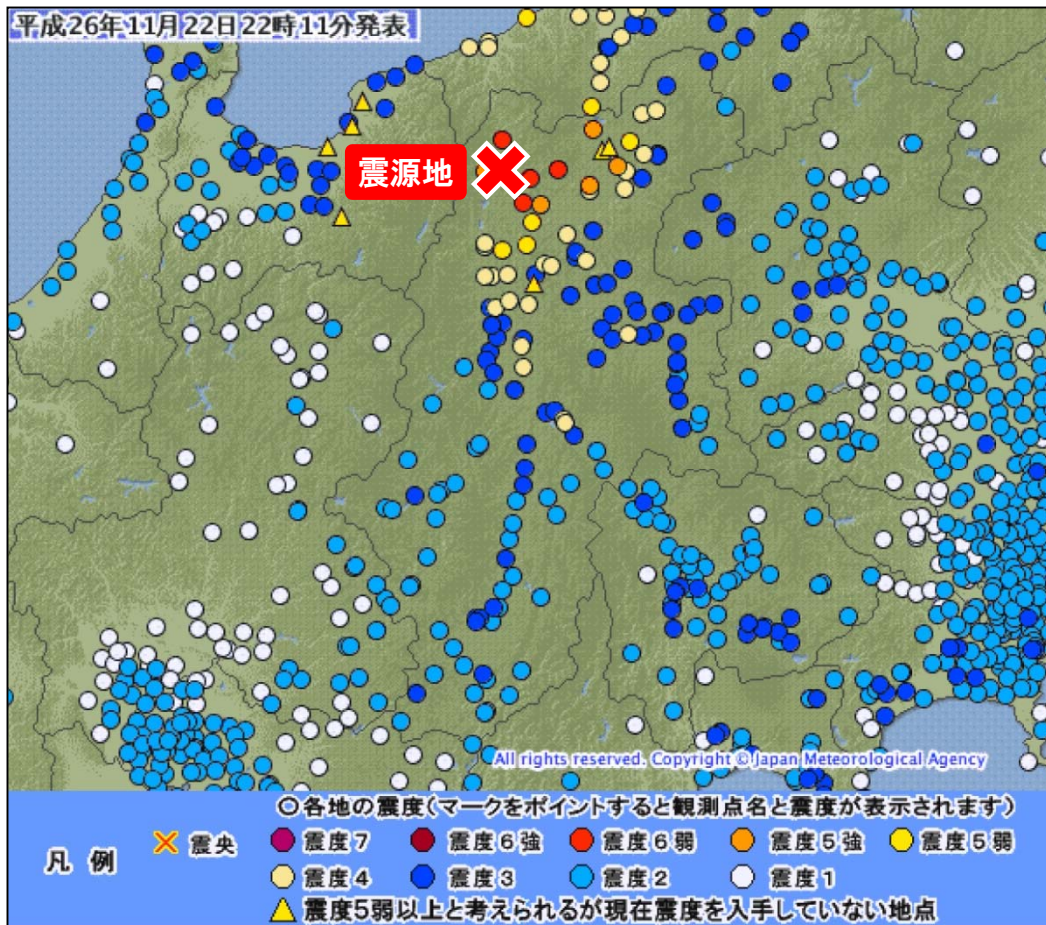 平成26年11月22日22時11分発表
震源地
All rights reserved. Copyright © Japan Meteorological Agency
○各地の震度(マークをポイントすると観測点名と震度が表示されます)
凡 例
震央 震度7 震度6強 震度6弱 震度5強 震度5弱
震度4 震度3 震度2 震度1
震度5弱以上と考えられるが現在震度を入手していない地点